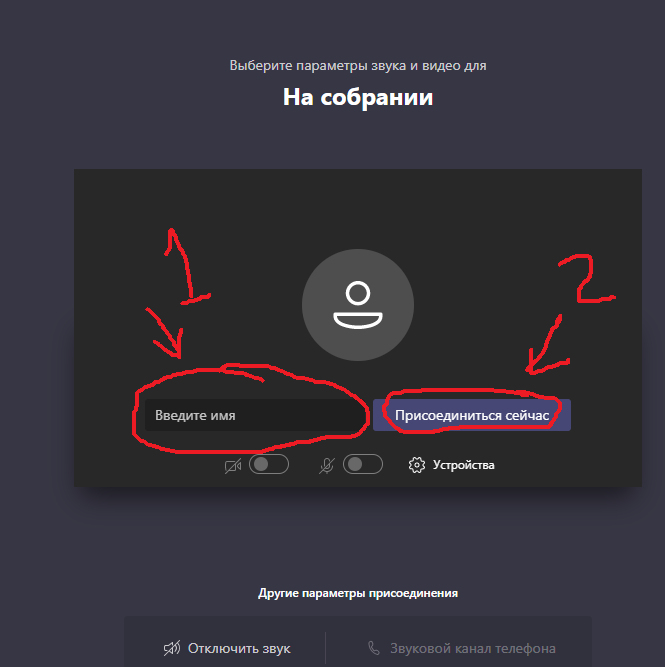 Выберите параметры звука и видео для
На собрании
1
2
Введите имя
Присоединиться сейчас
Устройства
Другие параметры присоединения
Отключить звук
Звуковой канал телефона